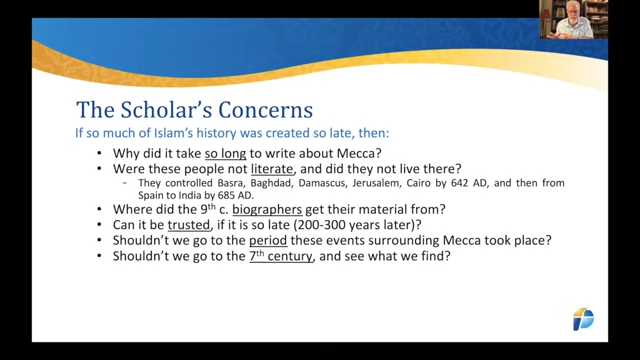 The Scholar's Concerns
If so much of Islam's history was created so late, then:
• Why did it take so long to write about Mecca?
• Were these people not literate, and did they not live there?
- They controlled Basra, Baghdad, Damascus, Jerusalem, Cairo by 642 AD, and then from
Spain to India by 685 AD.
• Where did the 9th c. biographers get their material from?
• Can it be trusted, if it is so late (200-300 years later)?
• Shouldn't we go to the period these events surrounding Mecca took place?
• Shouldn't we go to the 7th century, and see what we find?